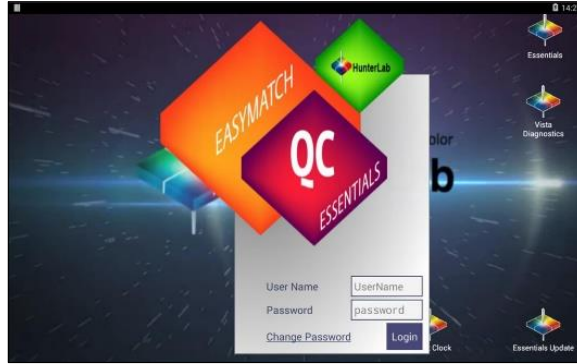 14:2
HunterLab
Essentials
EASYMATCH
QC
ESSENTIALS
Vista
Diagnostics
olor
b
User Name
UserName
Password
password
Change Password
Login
Clock
Essentials Update